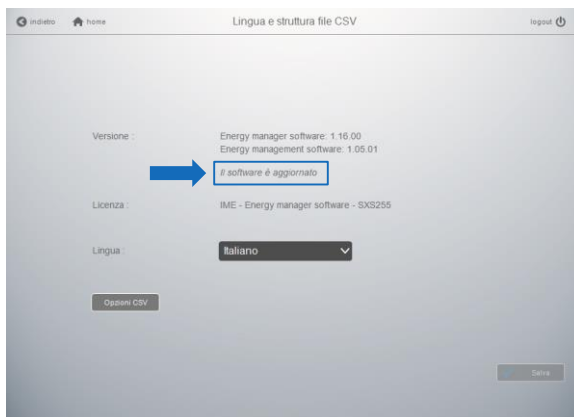 indietro home Lingua e struttura file CSV logout
Versione : Energy manager software: 1.16.00
Energy management software: 1.05.01
Il software è aggiornato
Licenza : IME - Energy manager software - SXS255
Lingua : Italiano
Opzioni CSV
Salva